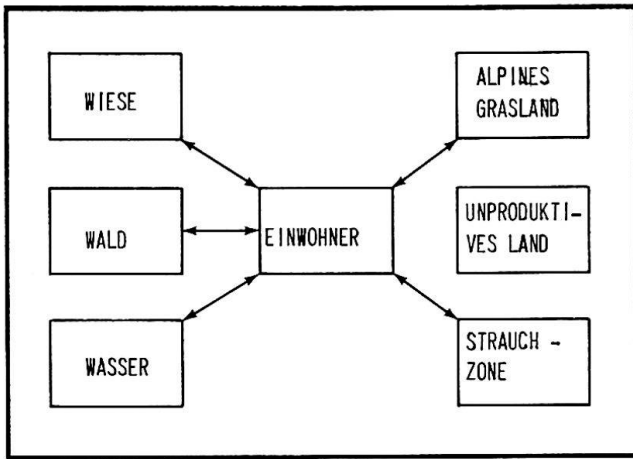 WIESE
ALPINES
GRASLAND
WALD
EINWOHNER
UNPRODUKTI-
VES LAND
WASSER
STRAUCH-
ZONE